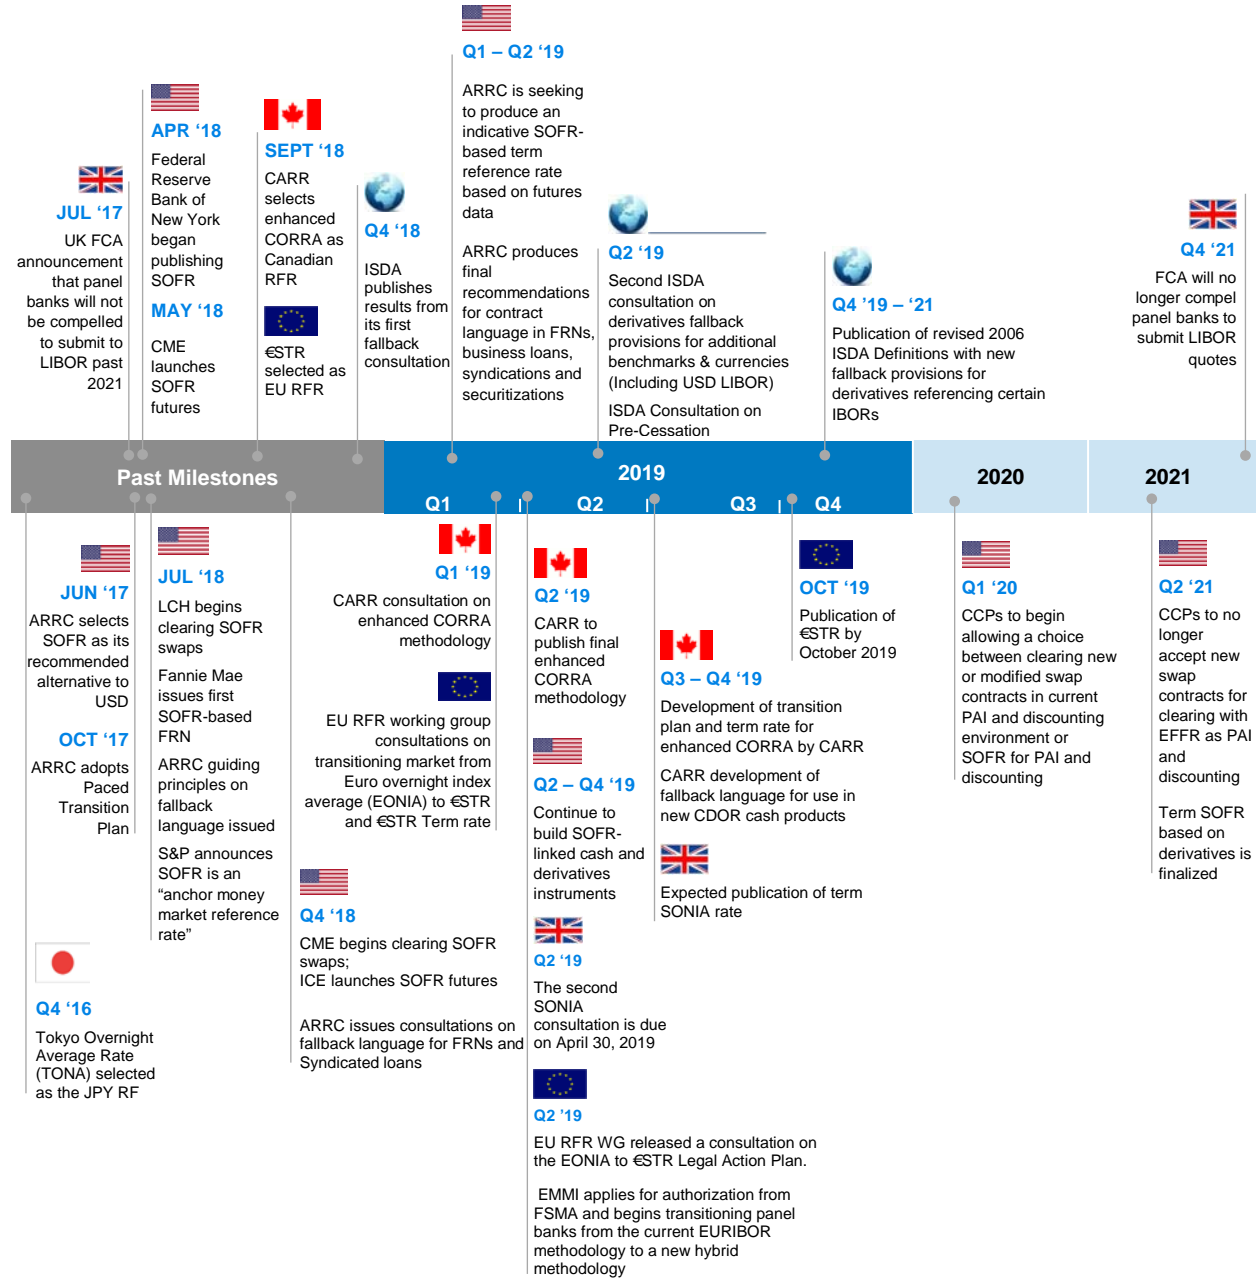 JUL ‘17
UK FCA
announcement
that panel
banks will not
be compelled
to submit to
LIBOR past
2021
APR ‘18
Federal
Reserve
Bank of
New York
began
publishing
SOFR
MAY ‘18
CME
launches
SOFR
futures
SEPT ‘18
CARR
selects
enhanced
CORRA as
Canadian
RFR
€STR
selected as
EU RFR
Q4 ‘18
ISDA
publishes
results from
its first
fallback
consultation
Q1 – Q2 ‘19
ARRC is seeking
to produce an
indicative SOFR-
based term
reference rate
based on futures
data
ARRC produces
final
recommendations
for contract
language in FRNs,
business loans,
syndications and
securitizations
Q2 ‘19
Second ISDA
consultation on
derivatives fallback
provisions for additional
benchmarks & currencies
(Including USD LIBOR)
ISDA Consultation on
Pre-Cessation
Q4 ’19 – ‘21
Publication of revised 2006
ISDA Definitions with new
fallback provisions for
derivatives referencing certain
IBORs
Q4 ‘21
FCA will no
longer compel
panel banks to
submit LIBOR
quotes
Past Milestones
2019
Q1
Q2
Q3
Q4
2020
2021
JUN ‘17
ARRC selects
SOFR as its
recommended
alternative to
USD
OCT ‘17
ARRC adopts
Paced
Transition
Plan
Q4 ‘16
Tokyo Overnight
Average Rate
(TONA) selected
as the JPY RF
JUL ‘18
LCH begins
clearing SOFR
swaps
Fannie Mae
issues first
SOFR-based
FRN
ARRC guiding
principles on
fallback
language issued
S&P announces
SOFR is an
“anchor money
market reference
rate”
Q4 ‘18
CME begins clearing SOFR
swaps;
ICE launches SOFR futures
ARRC issues consultations on
fallback language for FRNs and
Syndicated loans
Q1 ‘19
CARR consultation on
enhanced CORRA
methodology
EU RFR working group
consultations on
transitioning market from
Euro overnight index
average (EONIA) to €STR
and €STR Term rate
Q2 ‘19
CARR to
publish final
enhanced
CORRA
methodology
Q2 – Q4 ‘19
Continue to
build SOFR-
linked cash and
derivatives
instruments
Q2 ‘19
The second
SONIA
consultation is due
on April 30, 2019
Q2 ‘19
EU RFR WG released a consultation on
the EONIA to €STR Legal Action Plan.
EMMI applies for authorization from
FSMA and begins transitioning panel
banks from the current EURIBOR
methodology to a new hybrid
methodology
Q3 – Q4 ‘19
Development of transition
plan and term rate for
enhanced CORRA by CARR
CARR development of
fallback language for use in
new CDOR cash products
Expected publication of term
SONIA rate
OCT ‘19
Publication of
€STR by
October 2019
Q1 ‘20
CCPs to begin
allowing a choice
between clearing new
or modified swap
contracts in current
PAI and discounting
environment or
SOFR for PAI and
discounting
Q2 ‘21
CCPs to no
longer
accept new
swap
contracts for
clearing with
EFFR as PAI
and
discounting
Term SOFR
based on
derivatives is
finalized